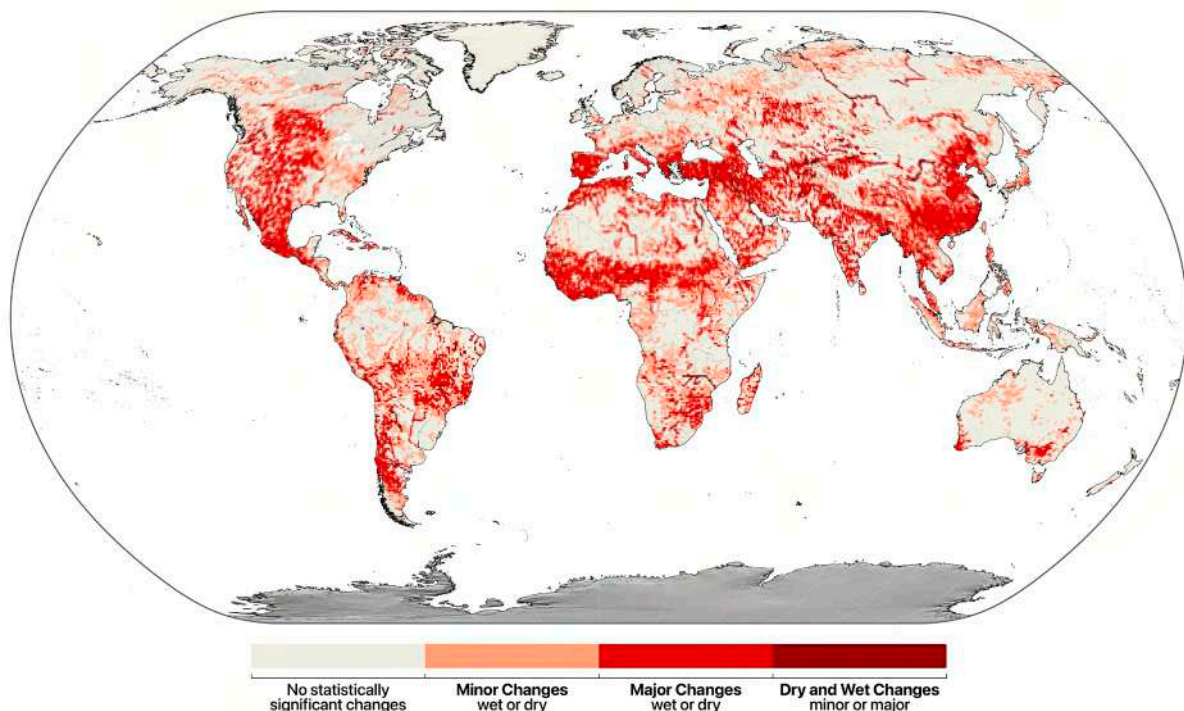 No statistically
significant changes
Minor Changes
wet or dry
Major Changes
wet or dry
Dry and Wet Changes
minor or major